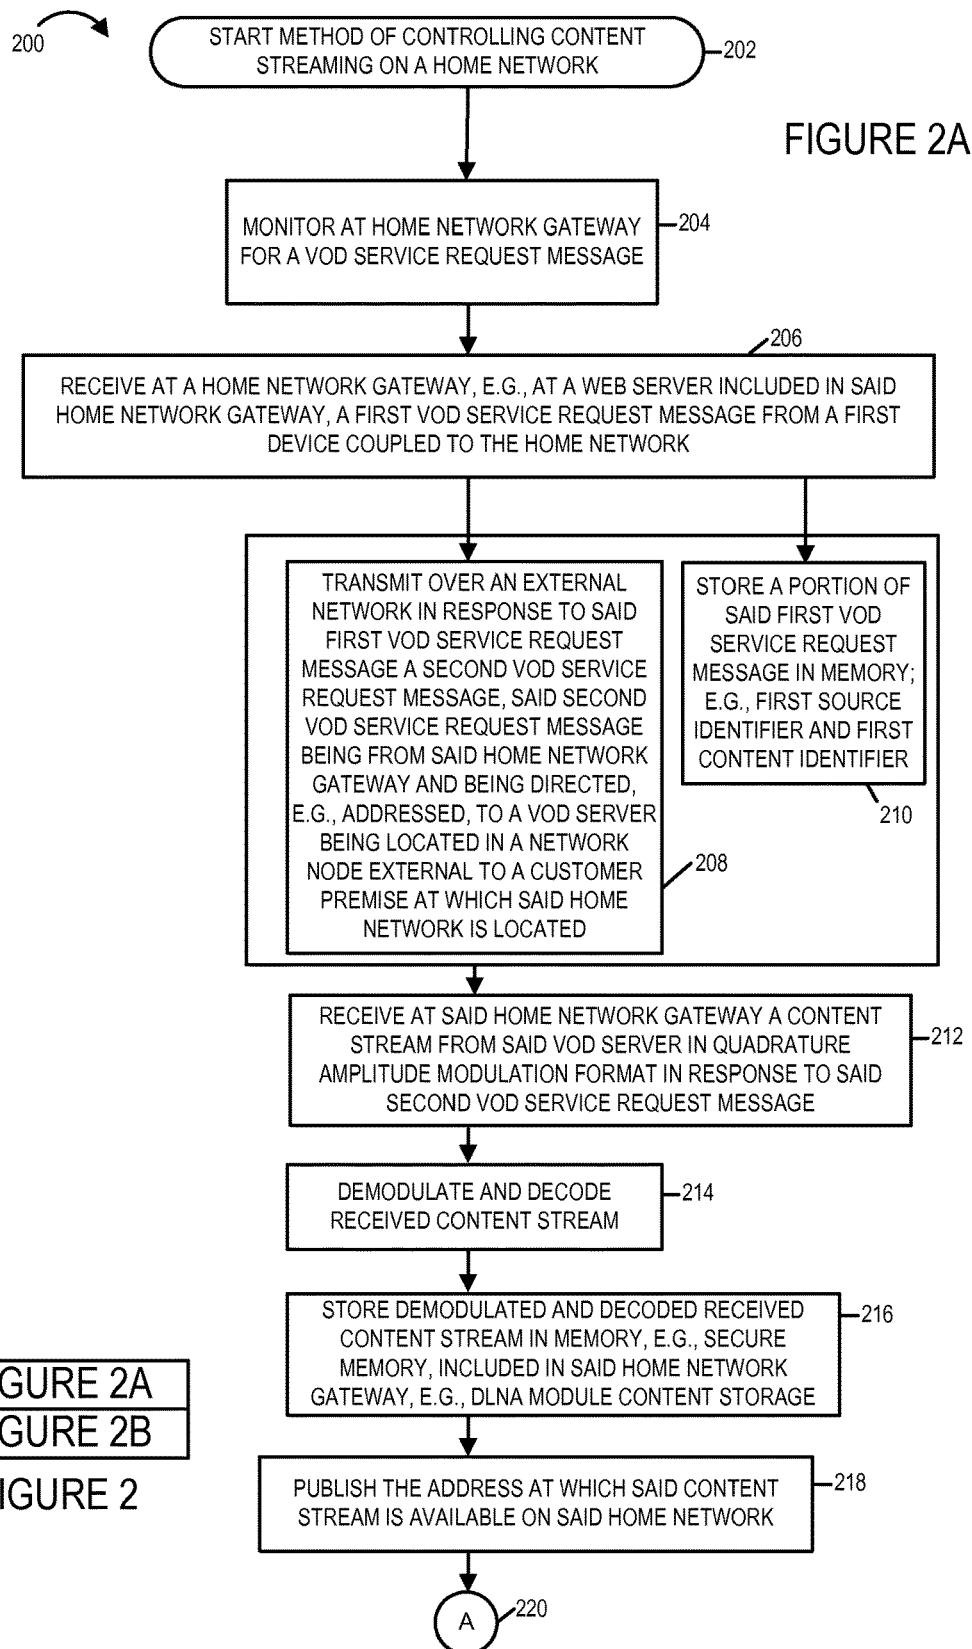 200
START METHOD OF CONTROLLING CONTENT
STREAMING ON A HOME NETWORK
202
FIGURE 2A
MONITOR AT HOME NETWORK GATEWAY
FOR A VOD SERVICE REQUEST MESSAGE
204
206
RECEIVE AT A HOME NETWORK GATEWAY, E.G., AT A WEB SERVER INCLUDED IN SAID
HOME NETWORK GATEWAY, A FIRST VOD SERVICE REQUEST MESSAGE FROM A FIRST
DEVICE COUPLED TO THE HOME NETWORK
TRANSMIT OVER AN EXTERNAL
NETWORK IN RESPONSE TO SAID
FIRST VOD SERVICE REQUEST
MESSAGE A SECOND VOD SERVICE
REQUEST MESSAGE, SAID SECOND
VOD SERVICE REQUEST MESSAGE
BEING FROM SAID HOME NETWORK
GATEWAY AND BEING DIRECTED,
E.G., ADDRESSED, TO A VOD SERVER
BEING LOCATED IN A NETWORK
NODE EXTERNAL TO A CUSTOMER
PREMISE AT WHICH SAID HOME
NETWORK IS LOCATED
208
STORE A PORTION OF
SAID FIRST VOD
SERVICE REQUEST
MESSAGE IN MEMORY;
E.G., FIRST SOURCE
IDENTIFIER AND FIRST
CONTENT IDENTIFIER
210
RECEIVE AT SAID HOME NETWORK GATEWAY A CONTENT
STREAM FROM SAID VOD SERVER IN QUADRATURE
AMPLITUDE MODULATION FORMAT IN RESPONSE TO SAID
SECOND VOD SERVICE REQUEST MESSAGE
212
DEMODULATE AND DECODE
RECEIVED CONTENT STREAM
214
STORE DEMODULATED AND DECODED RECEIVED
CONTENT STREAM IN MEMORY, E.G., SECURE
MEMORY, INCLUDED IN SAID HOME NETWORK
GATEWAY, E.G., DLNA MODULE CONTENT STORAGE
216
GURE 2A
GURE 2B
IGURE 2
PUBLISH THE ADDRESS AT WHICH SAID CONTENT
STREAM IS AVAILABLE ON SAID HOME NETWORK
218
A
220